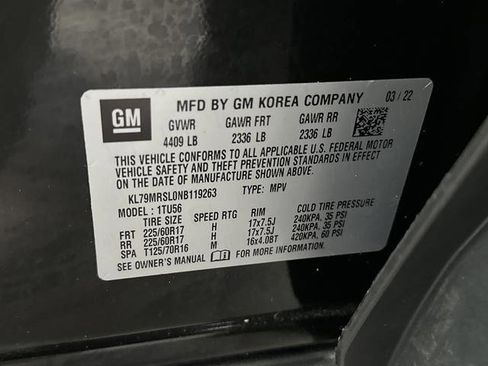 GM
MFD BY GM KOREA COMPANY 03 / 22
GVWR GAWR FRT GAWR RR
4409 LB 2336 LB 2336 LB
THIS VEHICLE CONFORMS TO ALL APPLICABLE U.S. FEDERAL MOTOR
VEHICLE SAFETY AND THEFT PREVENTION STANDARDS IN EFFECT
ON THE DATE OF MANUFACTURE SHOWN ABOVE.
KL79MRSL0NB119263 TYPE: MPV
MODEL : 1TU56
TIRE SIZE SPEED RTG RIM COLD TIRE PRESSURE
FRT 225/60R17 H 17x7.5J 240KPA, 35 PSI
RR 225/60R17 H 17x7.5J 240KPA, 35 PSI
SPA T125/70R16 M 16x4.0BT 420KPA, 60 PSI
SEE OWNER'S MANUAL FOR MORE INFORMATION.